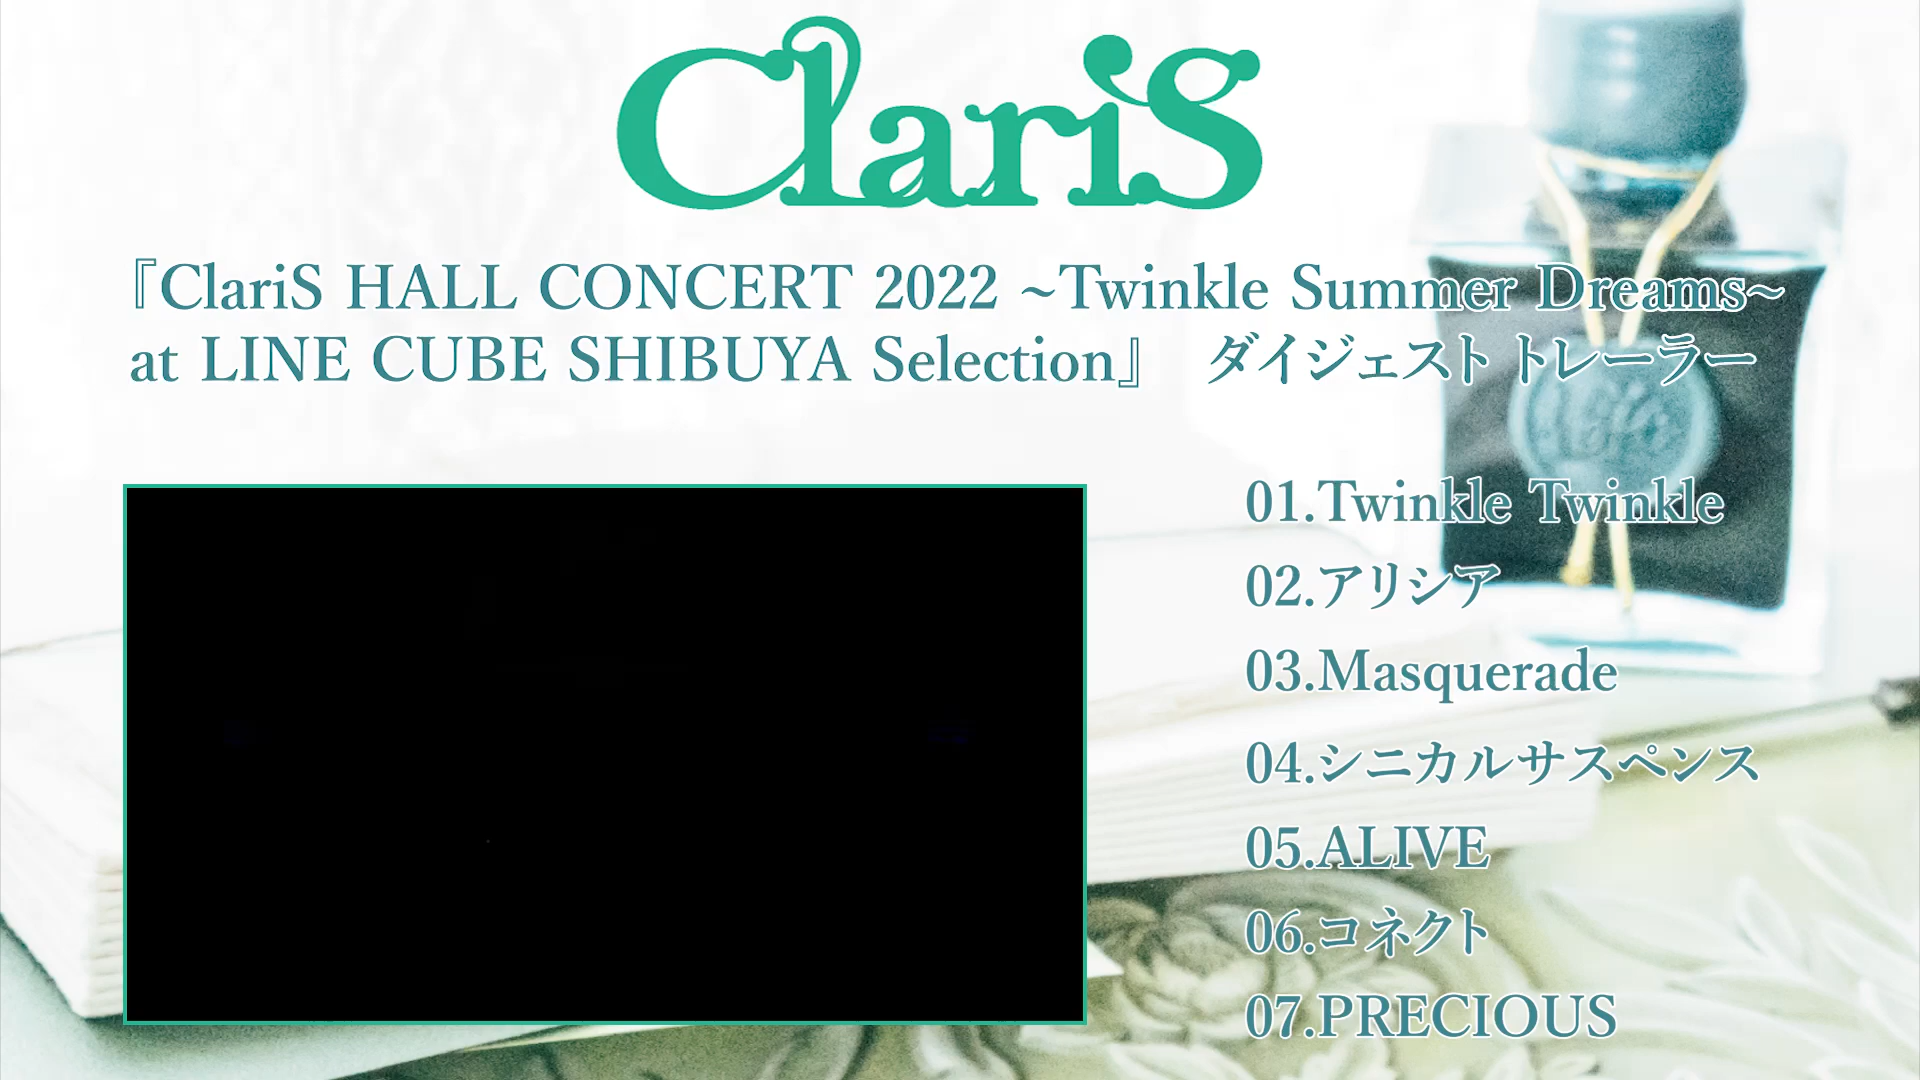 ClariS
『ClariS HALL CONCERT 2022 ~Twinkle Summer Dreams~
at LINE CUBE SHIBUYA Selection』 ダイジェスト トレーラー
01.Twinkle Twinkle
02.アリシア
03.Masquerade
04.シニカルサスペンス
05.ALIVE
06.コネクト
07.PRECIOUS